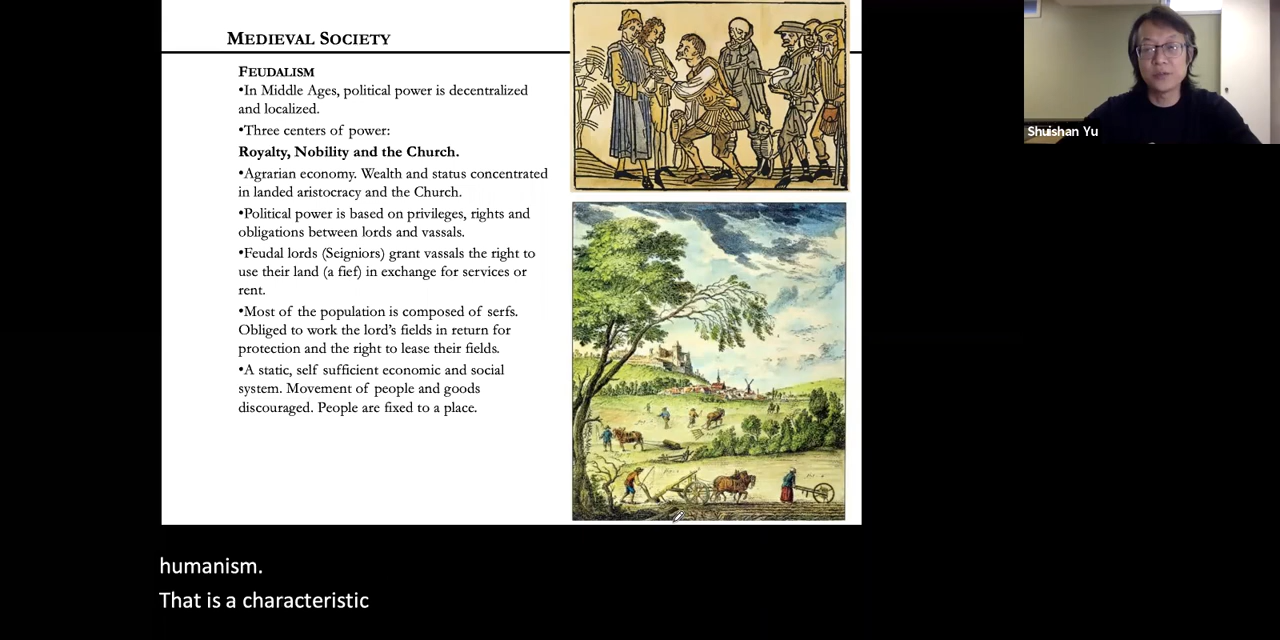 MEDIEVAL SOCIETY
FEUDALISM
•In Middle Ages, political power is decentralized
and localized.
•Three centers of power:
Royalty, Nobility and the Church.
•Agrarian economy. Wealth and status concentrated
in landed aristocracy and the Church.
•Political power is based on privileges, rights and
obligations between lords and vassals.
•Feudal lords (Seigniors) grant vassals the right to
use their land (a fief) in exchange for services or
rent.
•Most of the population is composed of serfs.
Obliged to work the lord’s fields in return for
protection and the right to lease their fields.
•A static, self sufficient economic and social
system. Movement of people and goods
discouraged. People are fixed to a place.
Shuishan Yu
humanism.
That is a characteristic